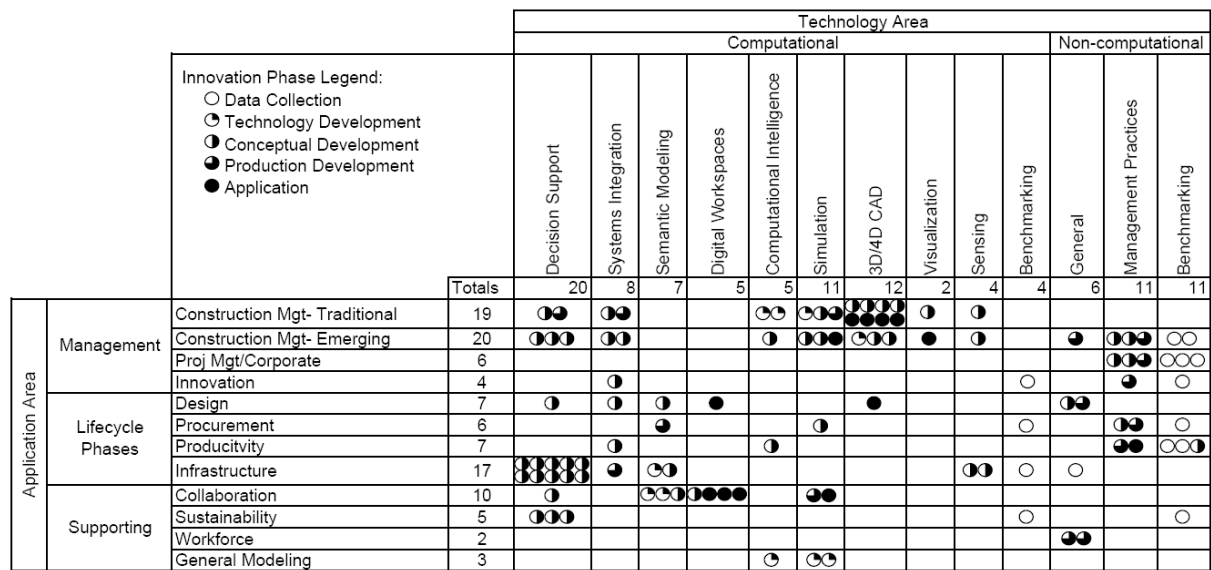 Technology Area
Computational Non-computational
Innovation Phase Legend:
Data Collection
Technology Development
Conceptual Development
Production Development
Application
Decision Support
Systems Integration
Semantic Modeling
Digital Workspaces
Computational Intelligence
Simulation
3D/4D CAD
Visualization
Sensing
Benchmarking
General
Management Practices
Benchmarking
Totals 20 8 7 5 5 11 12 2 4 4 6 11 11
Application Area
Management
Construction Mgt- Traditional 19
Construction Mgt- Emerging 20
Proj Mgt/Corporate 6
Innovation 4
Lifecycle Phases
Design 7
Procurement 6
Producitvity 7
Infrastructure 17
Supporting
Collaboration 10
Sustainability 5
Workforce 2
General Modeling 3